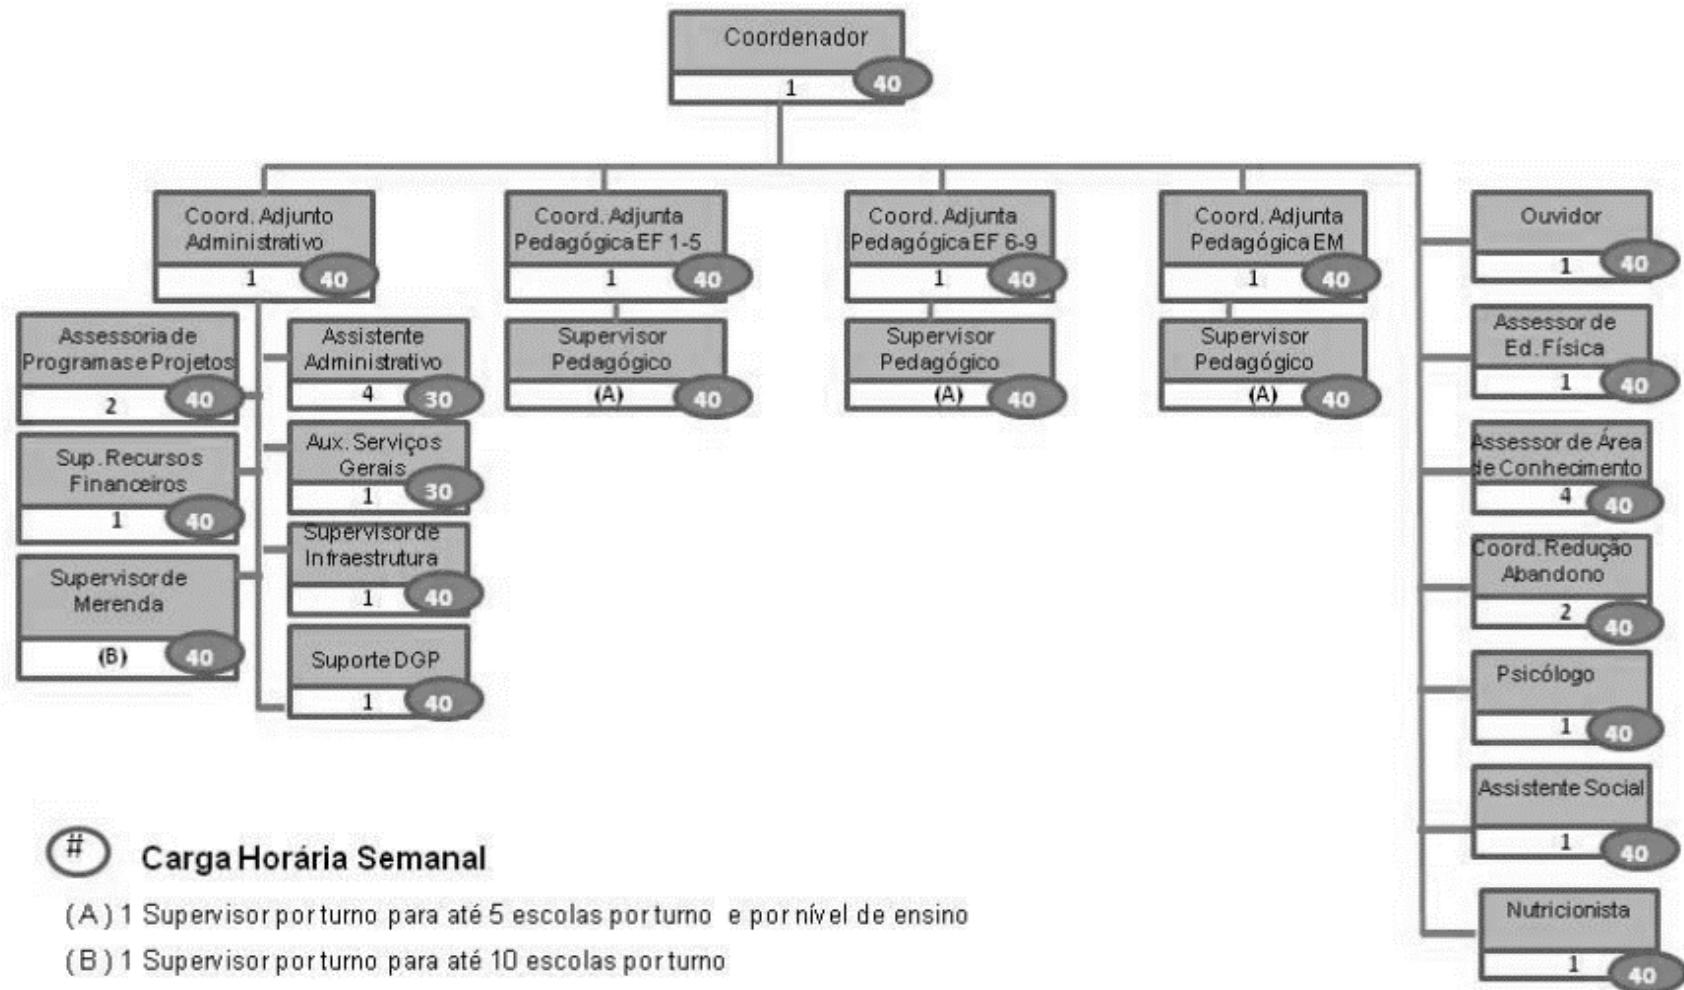 Coordenador
1
40
Coord. Adjunto
Administrativo
1
40
Assessoria de
Programas e Projetos
2
40
Sup. Recursos
Financeiros
1
40
Supervisor de
Merenda
(B)
40
Assistente
Administrativo
4
30
Aux. Serviços
Gerais
1
30
Supervisor de
Infraestrutura
1
40
Suporte DGP
1
40
Coord. Adjunta
Pedagógica EF 1-5
1
40
Supervisor
Pedagógico
(A)
40
Coord. Adjunta
Pedagógica EF 6-9
1
40
Supervisor
Pedagógico
(A)
40
Coord. Adjunta
Pedagógica EM
1
40
Supervisor
Pedagógico
(A)
40
Ouvidor
1
40
Assessor de
Ed. Física
1
40
Assessor de Área
de Conhecimento
4
40
Coord. Redução
Abandono
2
40
Psicólogo
1
40
Assistente Social
1
40
Nutricionista
1
40
# Carga Horária Semanal
(A) 1 Supervisor por turno para até 5 escolas por turno e por nível de ensino
(B) 1 Supervisor por turno para até 10 escolas por turno